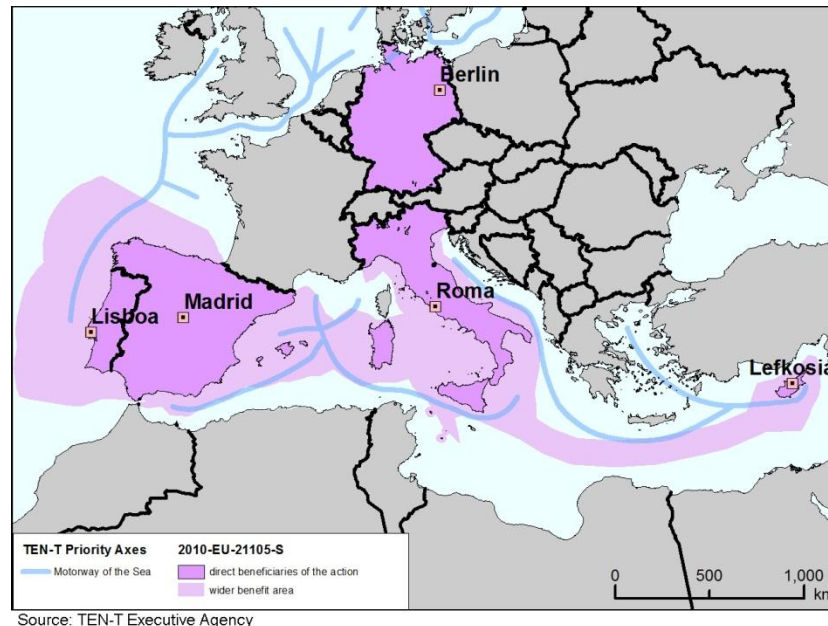 Berlin
Roma
Madrid
Lisboa
Lefkosia
TEN-T Priority Axes
Motorway of the Sea
2010-EU-21105-S
direct beneficiaries of the action
wider benefit area
0 500 1,000
km
Source: TEN-T Executive Agency